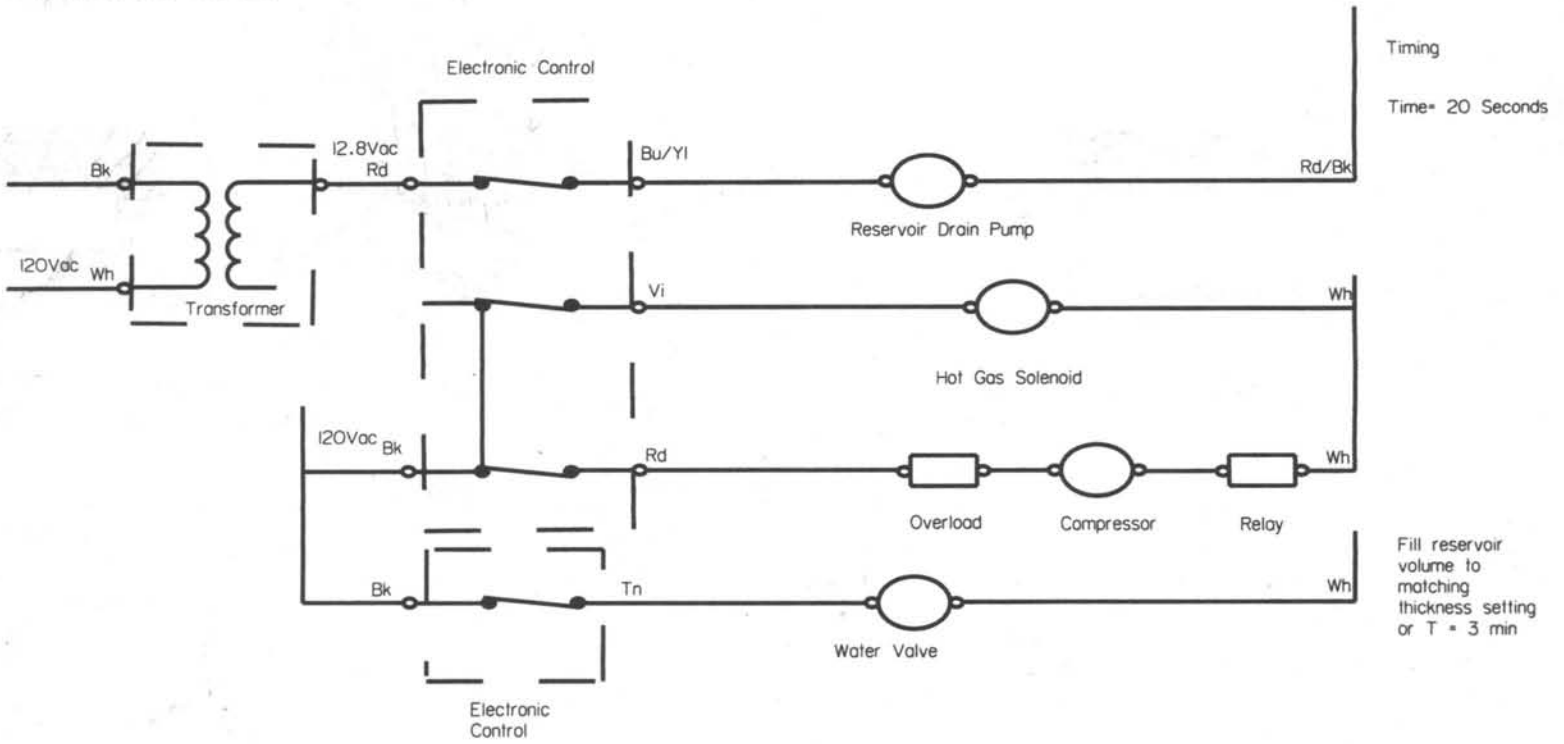 Timing
Electronic Control
Time= 20 Seconds
12.8Vac
Bk
Rd
Bu/Yl
Rd/Bk
Reservoir Drain Pump
120Vac
Wh
Transformer
Vi
Wh
Hot Gas Solenoid
120Vac
Bk
Rd
Wh
Overload
Compressor
Relay
Fill reservoir
volume to
matching
thickness setting
or T = 3 min
Bk
Tn
Wh
Water Valve
Electronic
Control